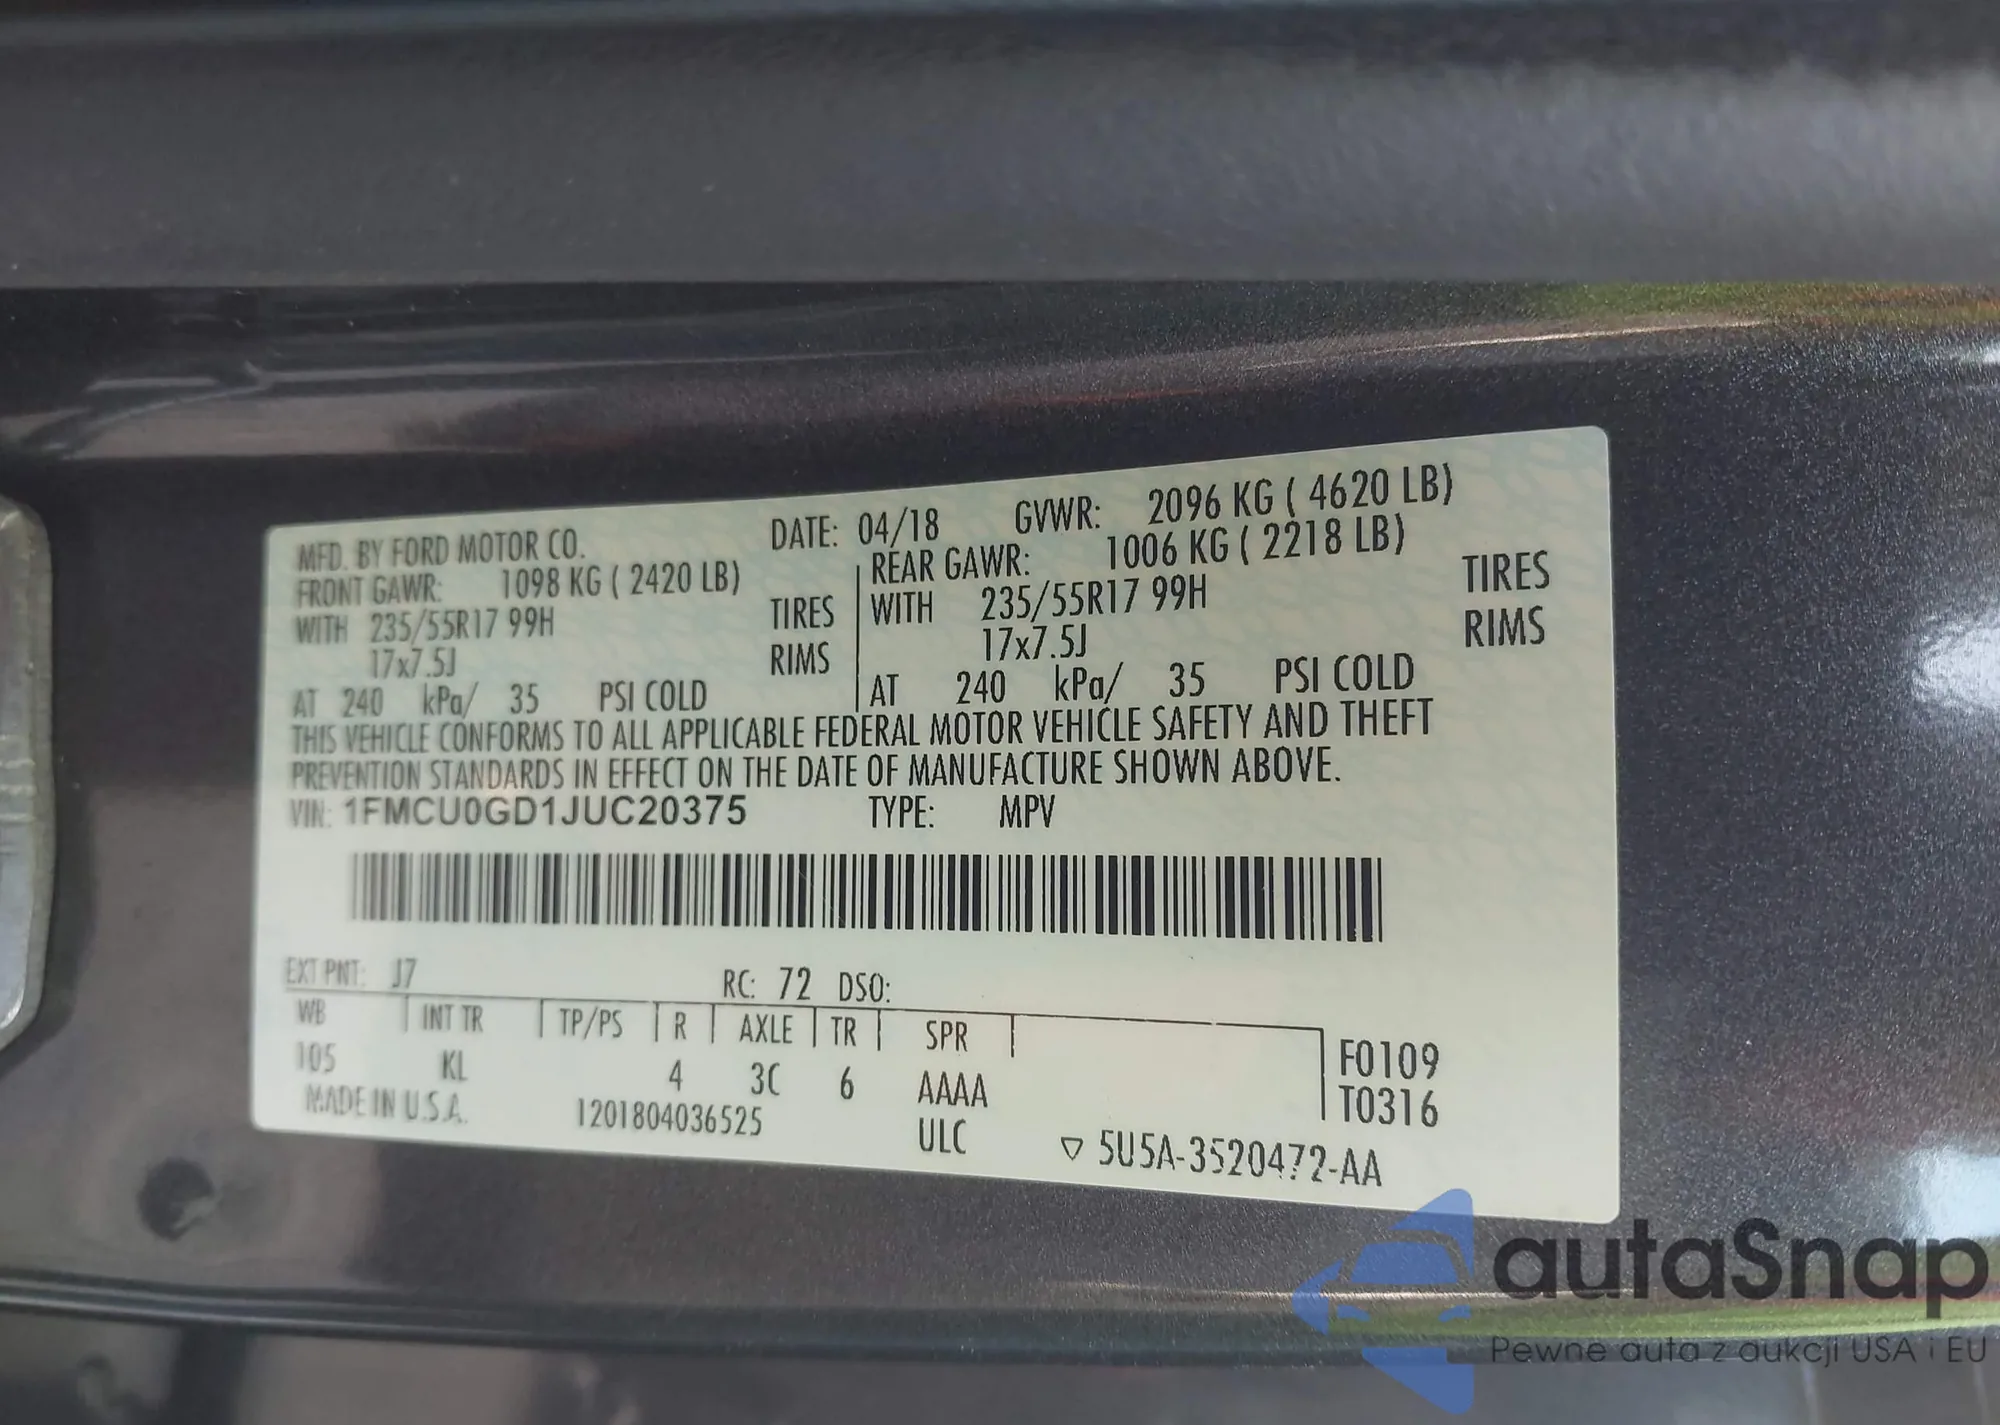 MFD. BY FORD MOTOR CO. DATE: 04/18 GVWR: 2096 KG ( 4620 LB)
FRONT GAWR: 1098 KG ( 2420 LB) REAR GAWR: 1006 KG ( 2218 LB)
WITH 235/55R17 99H TIRES WITH 235/55R17 99H TIRES
17x7.5J RIMS 17x7.5J RIMS
AT 240 kPa/ 35 PSI COLD AT 240 kPa/ 35 PSI COLD
THIS VEHICLE CONFORMS TO ALL APPLICABLE FEDERAL MOTOR VEHICLE SAFETY AND THEFT
PREVENTION STANDARDS IN EFFECT ON THE DATE OF MANUFACTURE SHOWN ABOVE.
VIN: 1FMCU0GD1JUC20375 TYPE: MPV
EXT PNT: J7 RC: 72 DSO:
WB INT TR TP/PS R AXLE TR SPR
105 KL 4 3C 6 AAAA F0109
T0316
MADE IN U.S.A. 1201804036525 ULC ▽ 5U5A-3520472-AA
autaSnap
Pewne auta z aukcji USA i EU